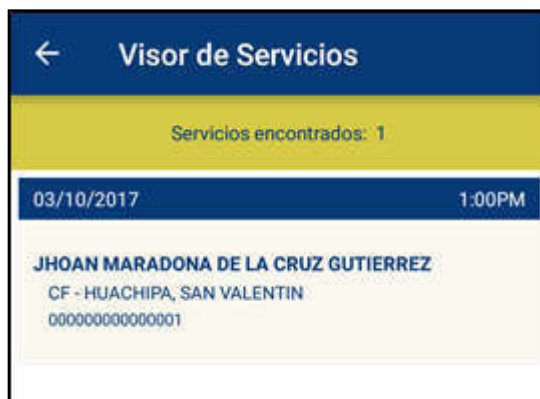 ← Visor de Servicios
Servicios encontrados: 1
03/10/2017 1:00PM
JHOAN MARADONA DE LA CRUZ GUTIERREZ
CF - HUACHIPA, SAN VALENTIN
000000000000001